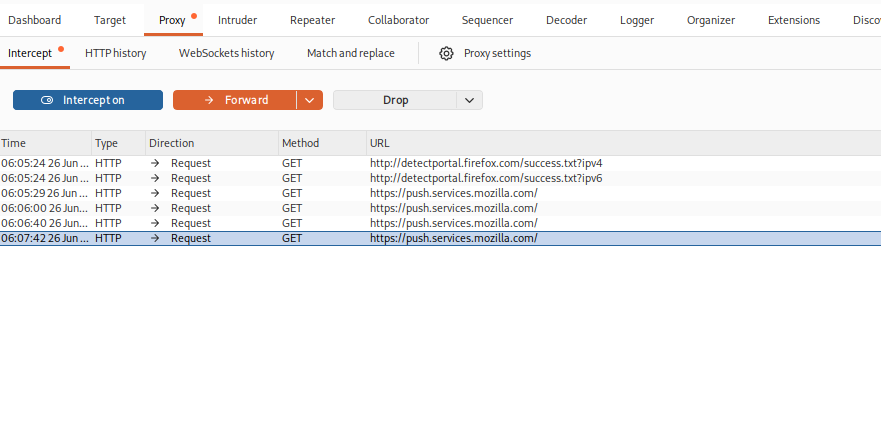 Dashboard Target Proxy Intruder Repeater Collaborator Sequencer Decoder Logger Organizer Extensions
Intercept HTTP history WebSockets history Match and replace Proxy settings
Intercept on Forward Drop
Time Type Direction Method URL
06:05:24 26 Jun ... HTTP → Request GET http://detectportal.firefox.com/success.txt?ipv4
06:05:24 26 Jun ... HTTP → Request GET http://detectportal.firefox.com/success.txt?ipv6
06:05:29 26 Jun ... HTTP → Request GET https://push.services.mozilla.com/
06:06:00 26 Jun... HTTP → Request GET https://push.services.mozilla.com/
06:06:40 26 Jun... HTTP → Request GET https://push.services.mozilla.com/
06:07:42 26 Jun ... HTTP → Request GET https://push.services.mozilla.com/